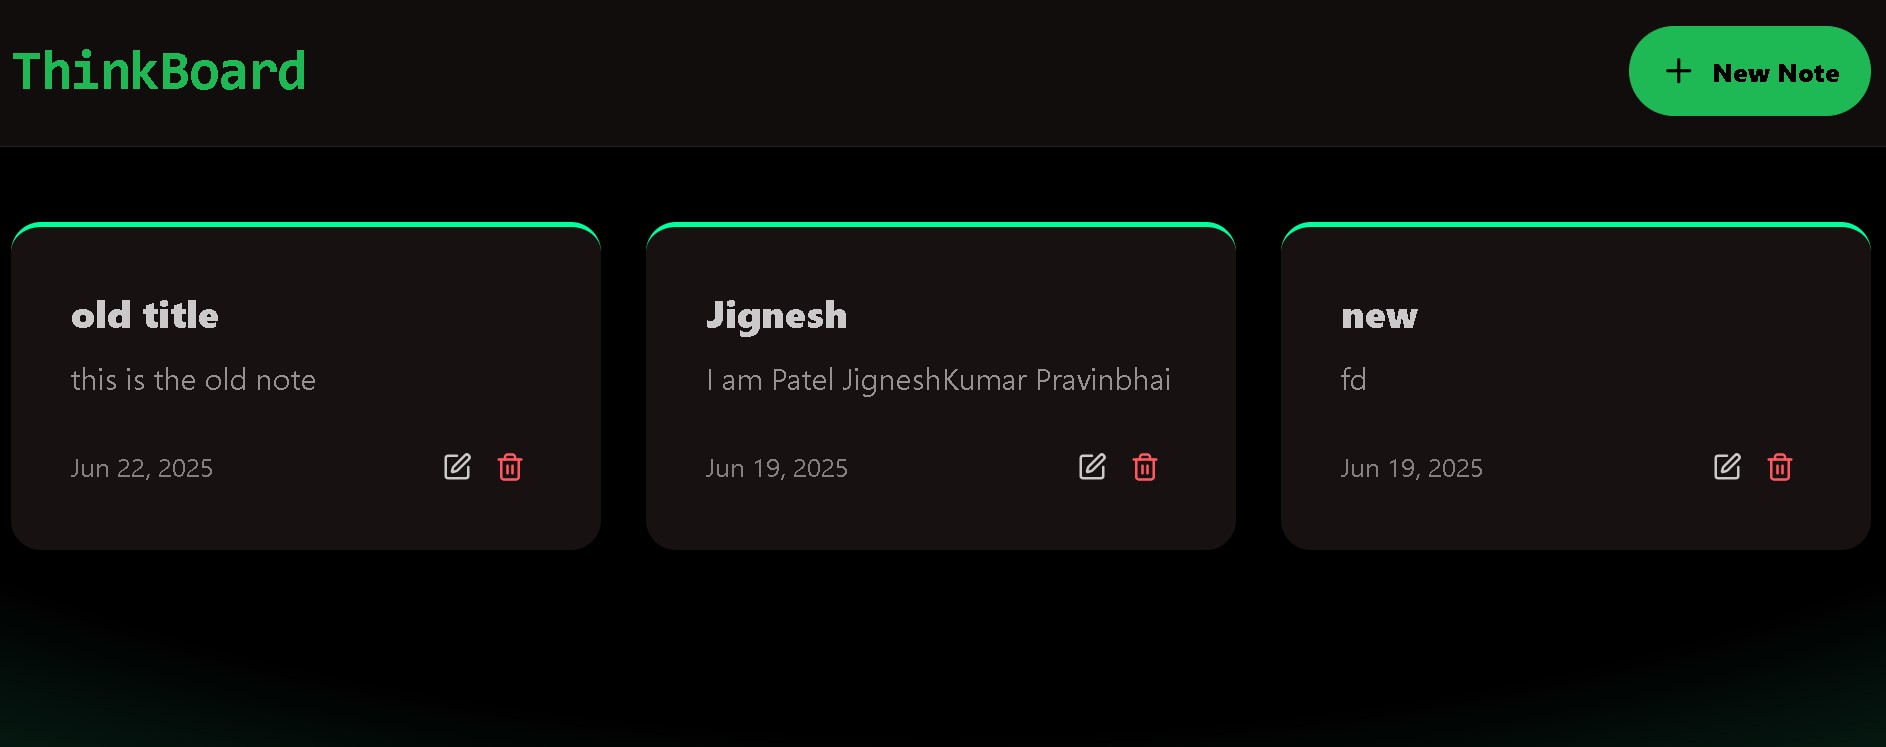 ThinkBoard
+ New Note
old title
this is the old note
Jun 22, 2025
Jignesh
I am Patel JigneshKumar Pravinbhai
Jun 19, 2025
new
fd
Jun 19, 2025